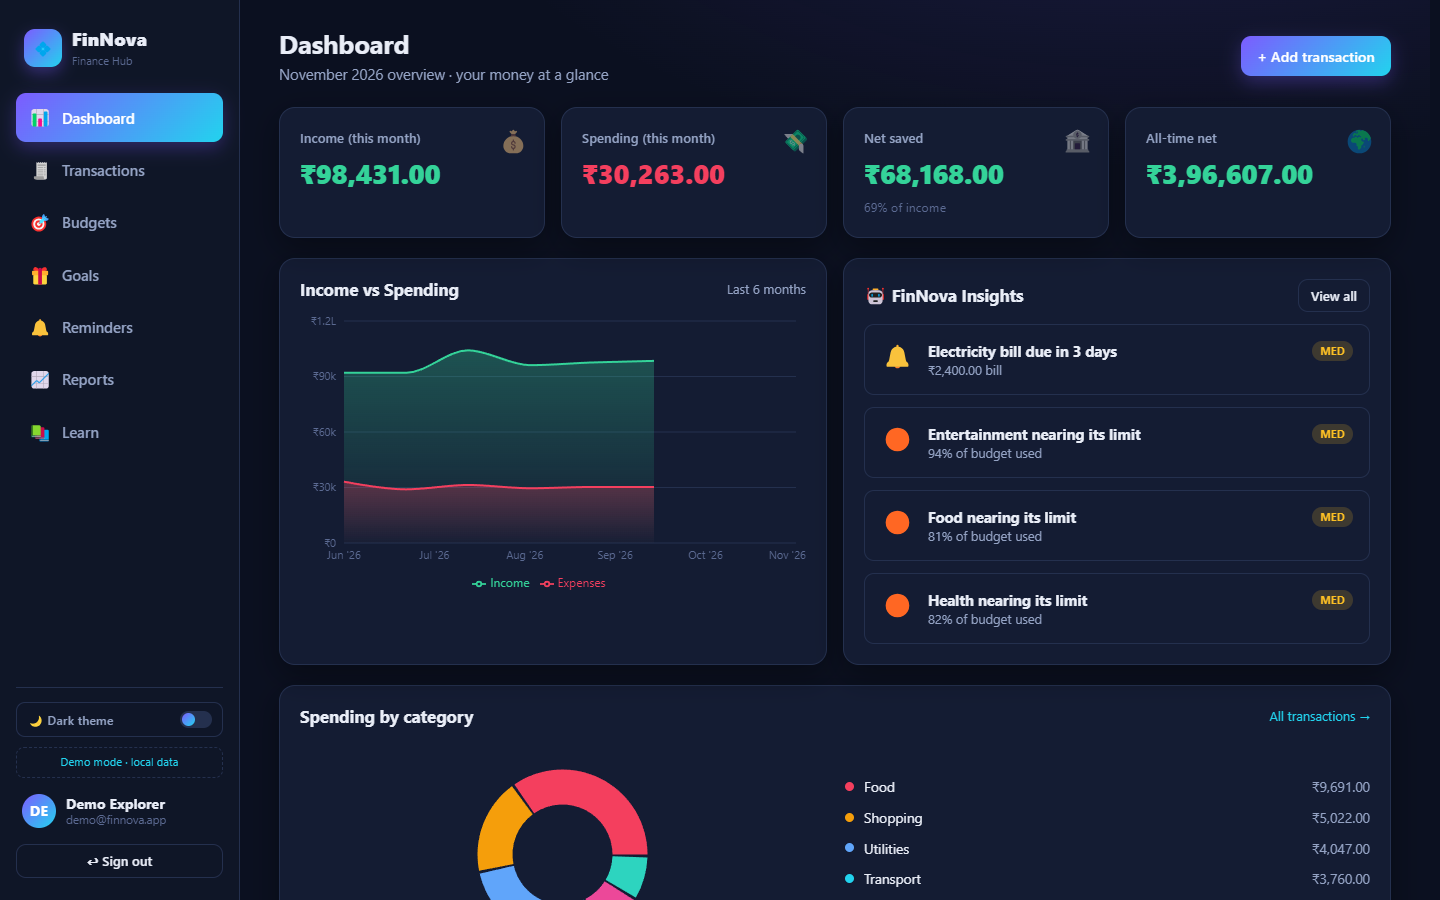 FinNova
Finance Hub
Dashboard
Transactions
Budgets
Goals
Reminders
Reports
Learn
Dark theme
Demo mode · local data
DE
Demo Explorer
demo@finnova.app
↩ Sign out
Dashboard
November 2026 overview · your money at a glance
+ Add transaction
Income (this month)
₹98,431.00
Spending (this month)
₹30,263.00
Net saved
₹68,168.00
69% of income
All-time net
₹3,96,607.00
Income vs Spending
Last 6 months
₹1.2L
₹90k
₹60k
₹30k
₹0
Jun '26 Jul '26 Aug '26 Sep '26 Oct '26 Nov '26
Income Expenses
FinNova Insights
View all
Electricity bill due in 3 days
MED
₹2,400.00 bill
Entertainment nearing its limit
MED
94% of budget used
Food nearing its limit
MED
81% of budget used
Health nearing its limit
MED
82% of budget used
Spending by category
All transactions →
Food ₹9,691.00
Shopping ₹5,022.00
Utilities ₹4,047.00
Transport ₹3,760.00